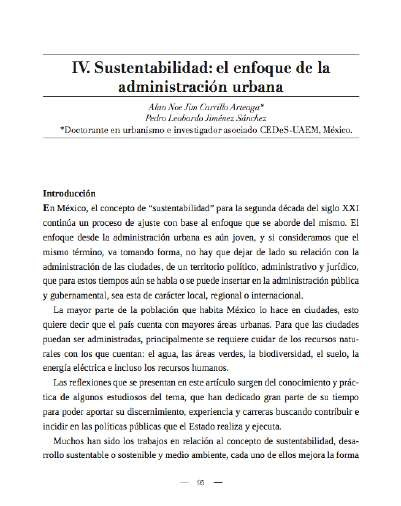 IV. Sustentabilidad: el enfoque de la
administración urbana
Alan Noe Jim Carrillo Arteaga*
Pedro Leobardo Jiménez Sánchez
*Doctorante en urbanismo e investigador asociado CEDeS-UAEM, México.
Introducción
En México, el concepto de “sustentabilidad” para la segunda década del siglo XXI
continúa un proceso de ajuste con base al enfoque que se aborde del mismo. El
enfoque desde la administración urbana es aún joven, y si consideramos que el
mismo término, va tomando forma, no hay que dejar de lado su relación con la
administración de las ciudades, de un territorio político, administrativo y jurídico,
que para estos tiempos aún se habla o se puede insertar en la administración pública
y gubernamental, sea esta de carácter local, regional o internacional.
La mayor parte de la población que habita México lo hace en ciudades, esto
quiere decir que el país cuenta con mayores áreas urbanas. Para que las ciudades
puedan ser administradas, principalmente se requiere cuidar de los recursos natu-
rales con los que cuentan: el agua, las áreas verdes, la biodiversidad, el suelo, la
energía eléctrica e incluso los recursos humanos.
Las reflexiones que se presentan en este artículo surgen del conocimiento y prác-
tica de algunos estudiosos del tema, que han dedicado gran parte de su tiempo
para poder aportar su discernimiento, experiencia y carreras buscando contribuir e
incidir en las políticas públicas que el Estado realiza y ejecuta.
Muchos han sido los trabajos en relación al concepto de sustentabilidad, desa-
rrollo sustentable o sostenible y medio ambiente, cada uno de ellos mejora la forma
— 95 —